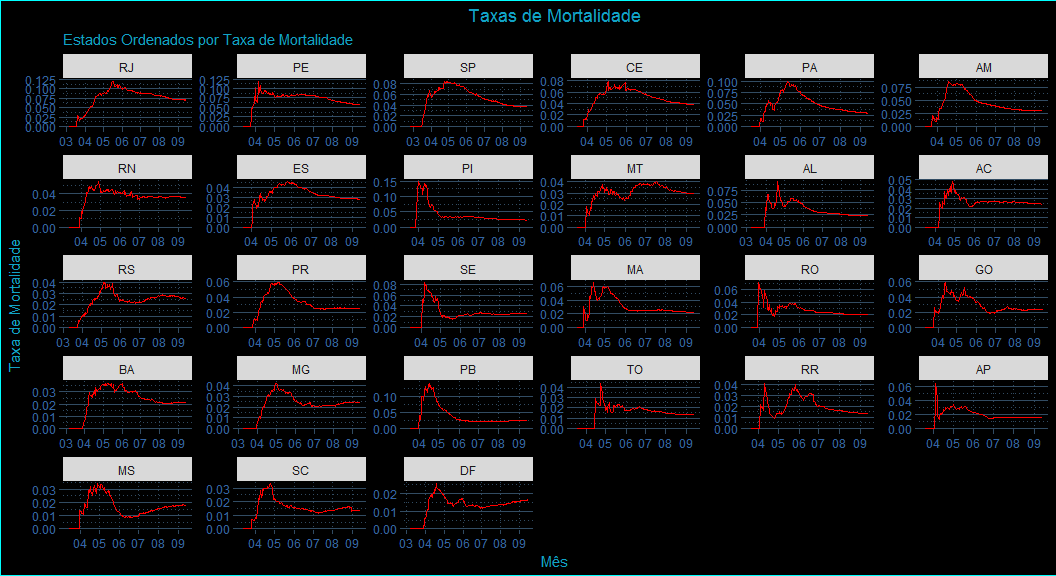 Taxas de Mortalidade
Estados Ordenados por Taxa de Mortalidade
Taxa de Mortalidade
RJ PE SP CE PA AM
0.125 0.100 0.075 0.050 0.025 0.000
0.125 0.100 0.075 0.050 0.025 0.000
0.08 0.06 0.04 0.02 0.00
0.08 0.06 0.04 0.02 0.00
0.100 0.075 0.050 0.025 0.000
0.075 0.050 0.025 0.000
03 04 05 06 07 08 09
04 05 06 07 08 09
03 04 05 06 07 08 09
04 05 06 07 08 09
04 05 06 07 08 09
04 05 06 07 08 09
RN ES PI MT AL AC
0.04 0.02 0.00
0.04 0.03 0.02 0.01 0.00
0.15 0.10 0.05 0.00
0.04 0.03 0.02 0.01 0.00
0.075 0.050 0.025 0.000
0.05 0.04 0.03 0.02 0.01 0.00
04 05 06 07 08 09
04 05 06 07 08 09
04 05 06 07 08 09
04 05 06 07 08 09
03 04 05 06 07 08 09
04 05 06 07 08 09
RS PR SE MA RO GO
0.04 0.03 0.02 0.01 0.00
0.06 0.04 0.02 0.00
0.08 0.06 0.04 0.02 0.00
0.06 0.04 0.02 0.00
0.06 0.04 0.02 0.00
0.06 0.04 0.02 0.00
03 04 05 06 07 08 09
04 05 06 07 08 09
04 05 06 07 08 09
04 05 06 07 08 09
04 05 06 07 08 09
04 05 06 07 08 09
BA MG PB TO RR AP
0.03 0.02 0.01 0.00
0.04 0.03 0.02 0.01 0.00
0.10 0.05 0.00
0.04 0.03 0.02 0.01 0.00
0.04 0.03 0.02 0.01 0.00
0.06 0.04 0.02 0.00
03 04 05 06 07 08 09
04 05 06 07 08 09
04 05 06 07 08 09
04 05 06 07 08 09
04 05 06 07 08 09
04 05 06 07 08 09
MS SC DF
0.03 0.02 0.01 0.00
0.03 0.02 0.01 0.00
0.02 0.01 0.00
04 05 06 07 08 09
04 05 06 07 08 09
03 04 05 06 07 08 09
Mês